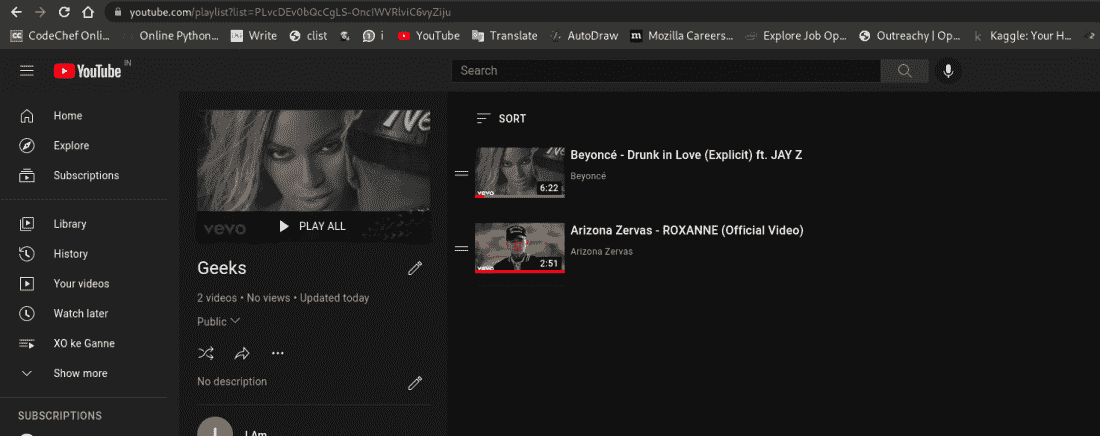 youtube.com/playlist?list=PLvcDEv0bQcCgLS-OncIWVRlviC6vyZiju
CodeChef Onli... Online Python... Write clist i YouTube Translate AutoDraw Mozilla Careers... Explore Job Op... Outreachy | Op... Kaggle: Your H...
YouTube IN
Search
Home
Explore
Subscriptions
Library
History
Your videos
Watch later
XO ke Ganne
Show more
SUBSCRIPTIONS
vevo
PLAY ALL
Geeks
2 videos • No views • Updated today
Public
No description
I Am
SORT
Beyoncé - Drunk in Love (Explicit) ft. JAY Z
Beyoncé
vevo
6:22
Arizona Zervas - ROXANNE (Official Video)
Arizona Zervas
vevo
2:51